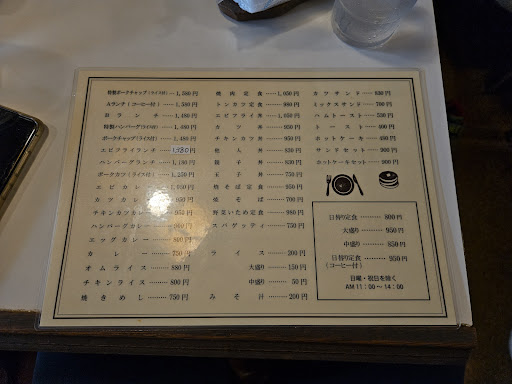 特製ポークチャップ(ライス付) 1,580円
Aランチ(コーヒー付) 1,580円
Bランチ 1,480円
特製ハンバーグ(ライス付) 1,480円
ポークチャップ(ライス付) 1,480円
エビフライランチ
ハンバーグランチ 1,180円
ポークカツ(ライス付) 1,250円
エビカレー 1,050円
カツカレー 950円
チキンカツカレー 950円
ハンバーグカレー 950円
エッグカレー 800円
カレー 750円
オムライス 880円
チキンライス 800円
焼きめし 750円
焼肉定食 1,050円
トンカツ定食 980円
エビフライ丼 1,050円
カツ丼 950円
チキンカツ丼 950円
他人丼 830円
親子丼 830円
玉子丼 750円
焼そば定食 950円
焼そば 700円
野菜いため定食 980円
スパゲッティ 750円
ライス 200円
大盛り 150円
中盛り 50円
みそ汁 200円
カツサンド 830円
ミックスサンド 700円
ハムトースト 530円
トースト 400円
ホットケーキ 450円
サンドセット
ホットケーキセット
日替り定食 800円
大盛り 950円
中盛り 850円
日替り定食 950円
(コーヒー付)
日曜・祝日を除く
AM 11:00〜14:00